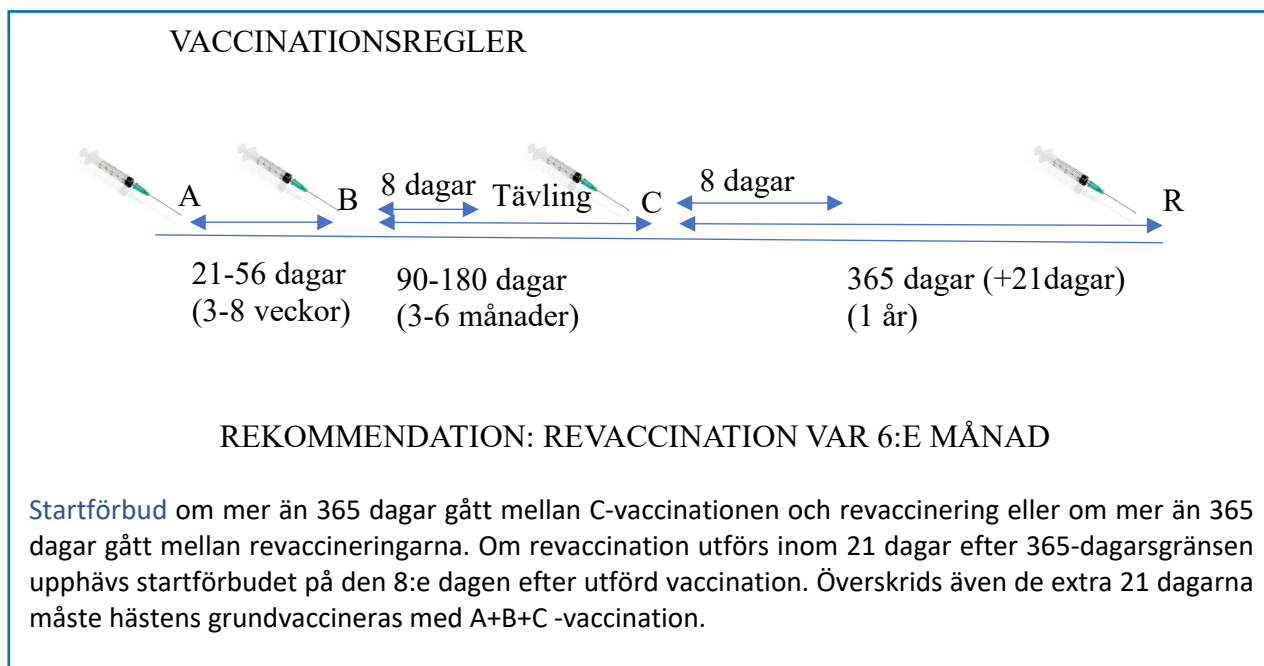 VACCINATIONSREGLER
8 dagar
8 dagar
A
B
Tävling
C
R
21-56 dagar
(3-8 veckor)
90-180 dagar
(3-6 månader)
365 dagar (+21dagar)
(1 år)
REKOMMENDATION: REVACCINATION VAR 6:E MÅNAD
Startförbud om mer än 365 dagar gått mellan C-vaccinationen och revaccinering eller om mer än 365
dagar gått mellan revaccineringarna. Om revaccination utförs inom 21 dagar efter 365-dagarsgränsen
upphävs startförbudet på den 8:e dagen efter utförd vaccination. Överskrids även de extra 21 dagarna
måste hästens grundvaccineras med A+B+C -vaccination.